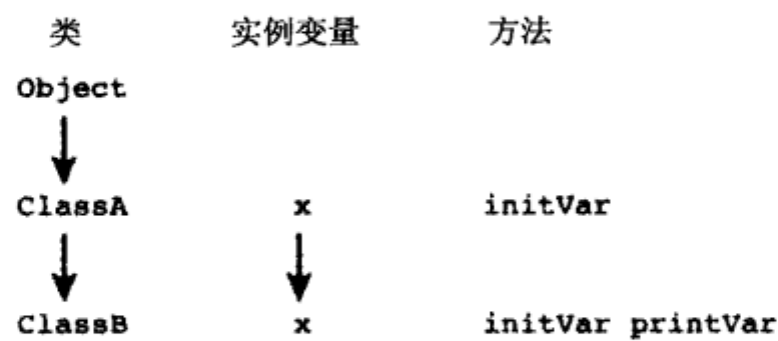 类 实例变量 方法
Object
ClassA x initVar
ClassB x initVar printVar